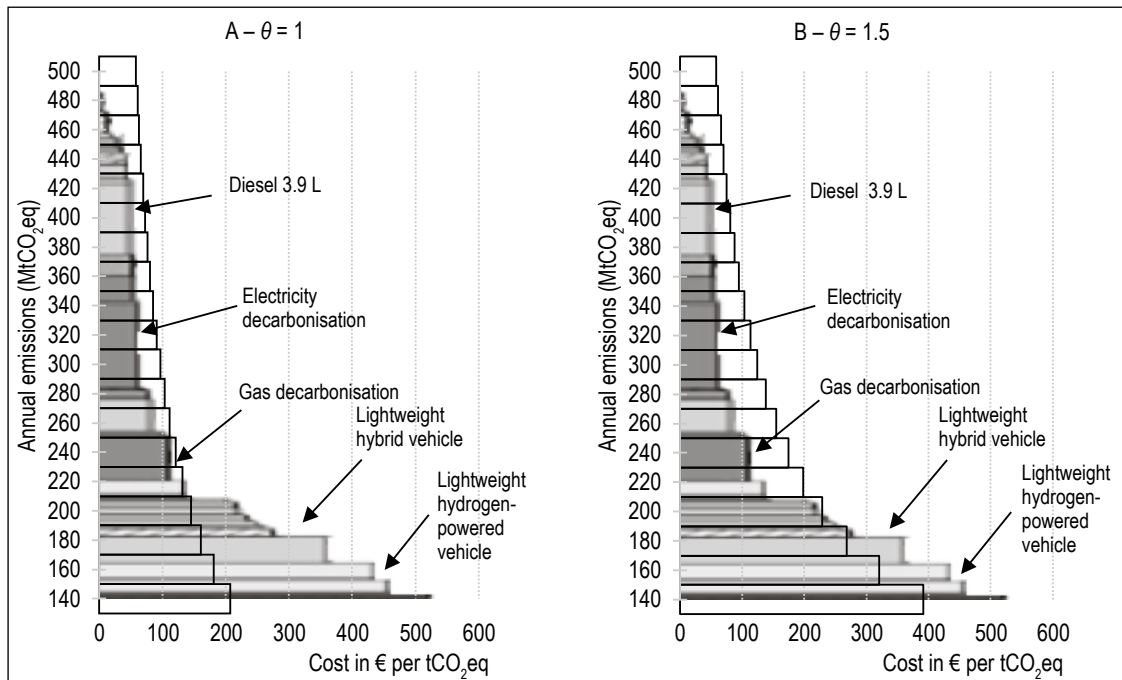 A – θ = 1
Annual emissions (MtCO₂eq)
500
480
460
440
420
400
380
360
340
320
300
280
260
240
220
200
180
160
140
Diesel 3.9 L
Electricity
decarbonisation
Gas decarbonisation
Lightweight
hybrid vehicle
Lightweight
hydrogen-
powered
vehicle
0 100 200 300 400 500 600
Cost in € per tCO₂eq
B – θ = 1.5
Annual emissions (MtCO₂eq)
500
480
460
440
420
400
380
360
340
320
300
280
260
240
220
200
180
160
140
Diesel 3.9 L
Electricity
decarbonisation
Gas decarbonisation
Lightweight
hybrid vehicle
Lightweight
hydrogen-
powered
vehicle
0 100 200 300 400 500 600
Cost in € per tCO₂eq